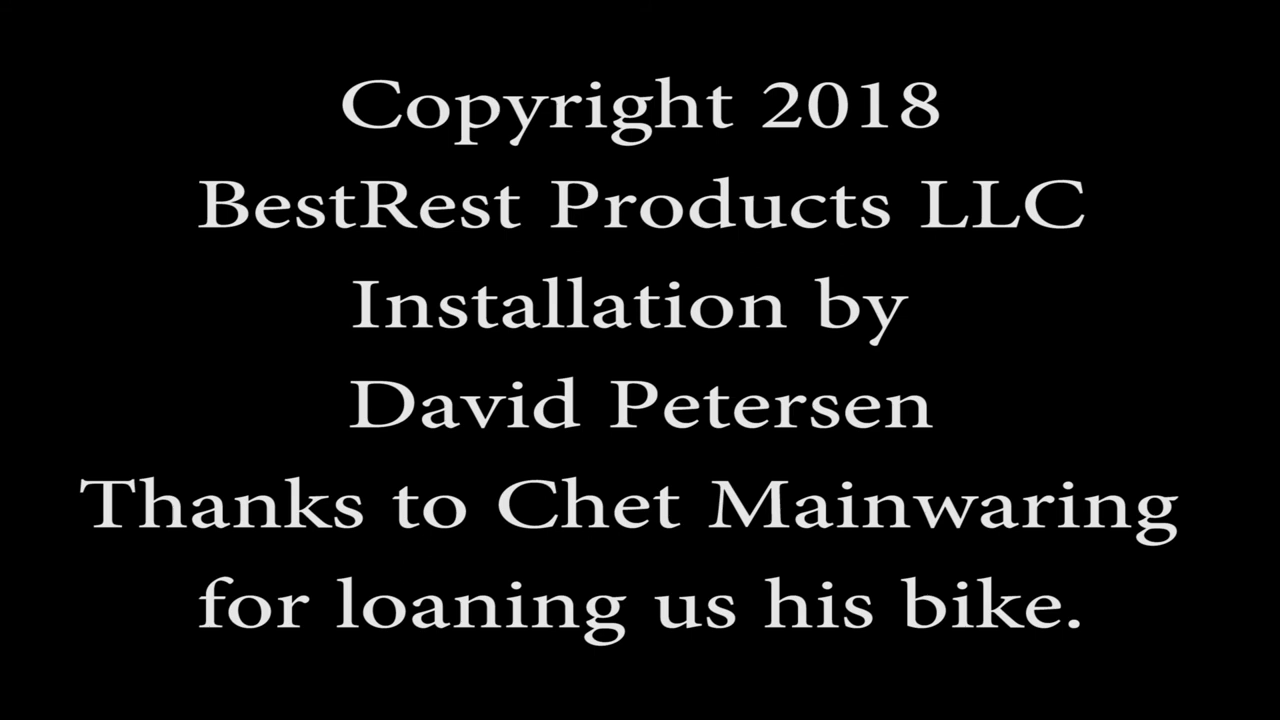 Copyright 2018
BestRest Products LLC
Installation by
David Petersen
Thanks to Chet Mainwaring
for loaning us his bike.